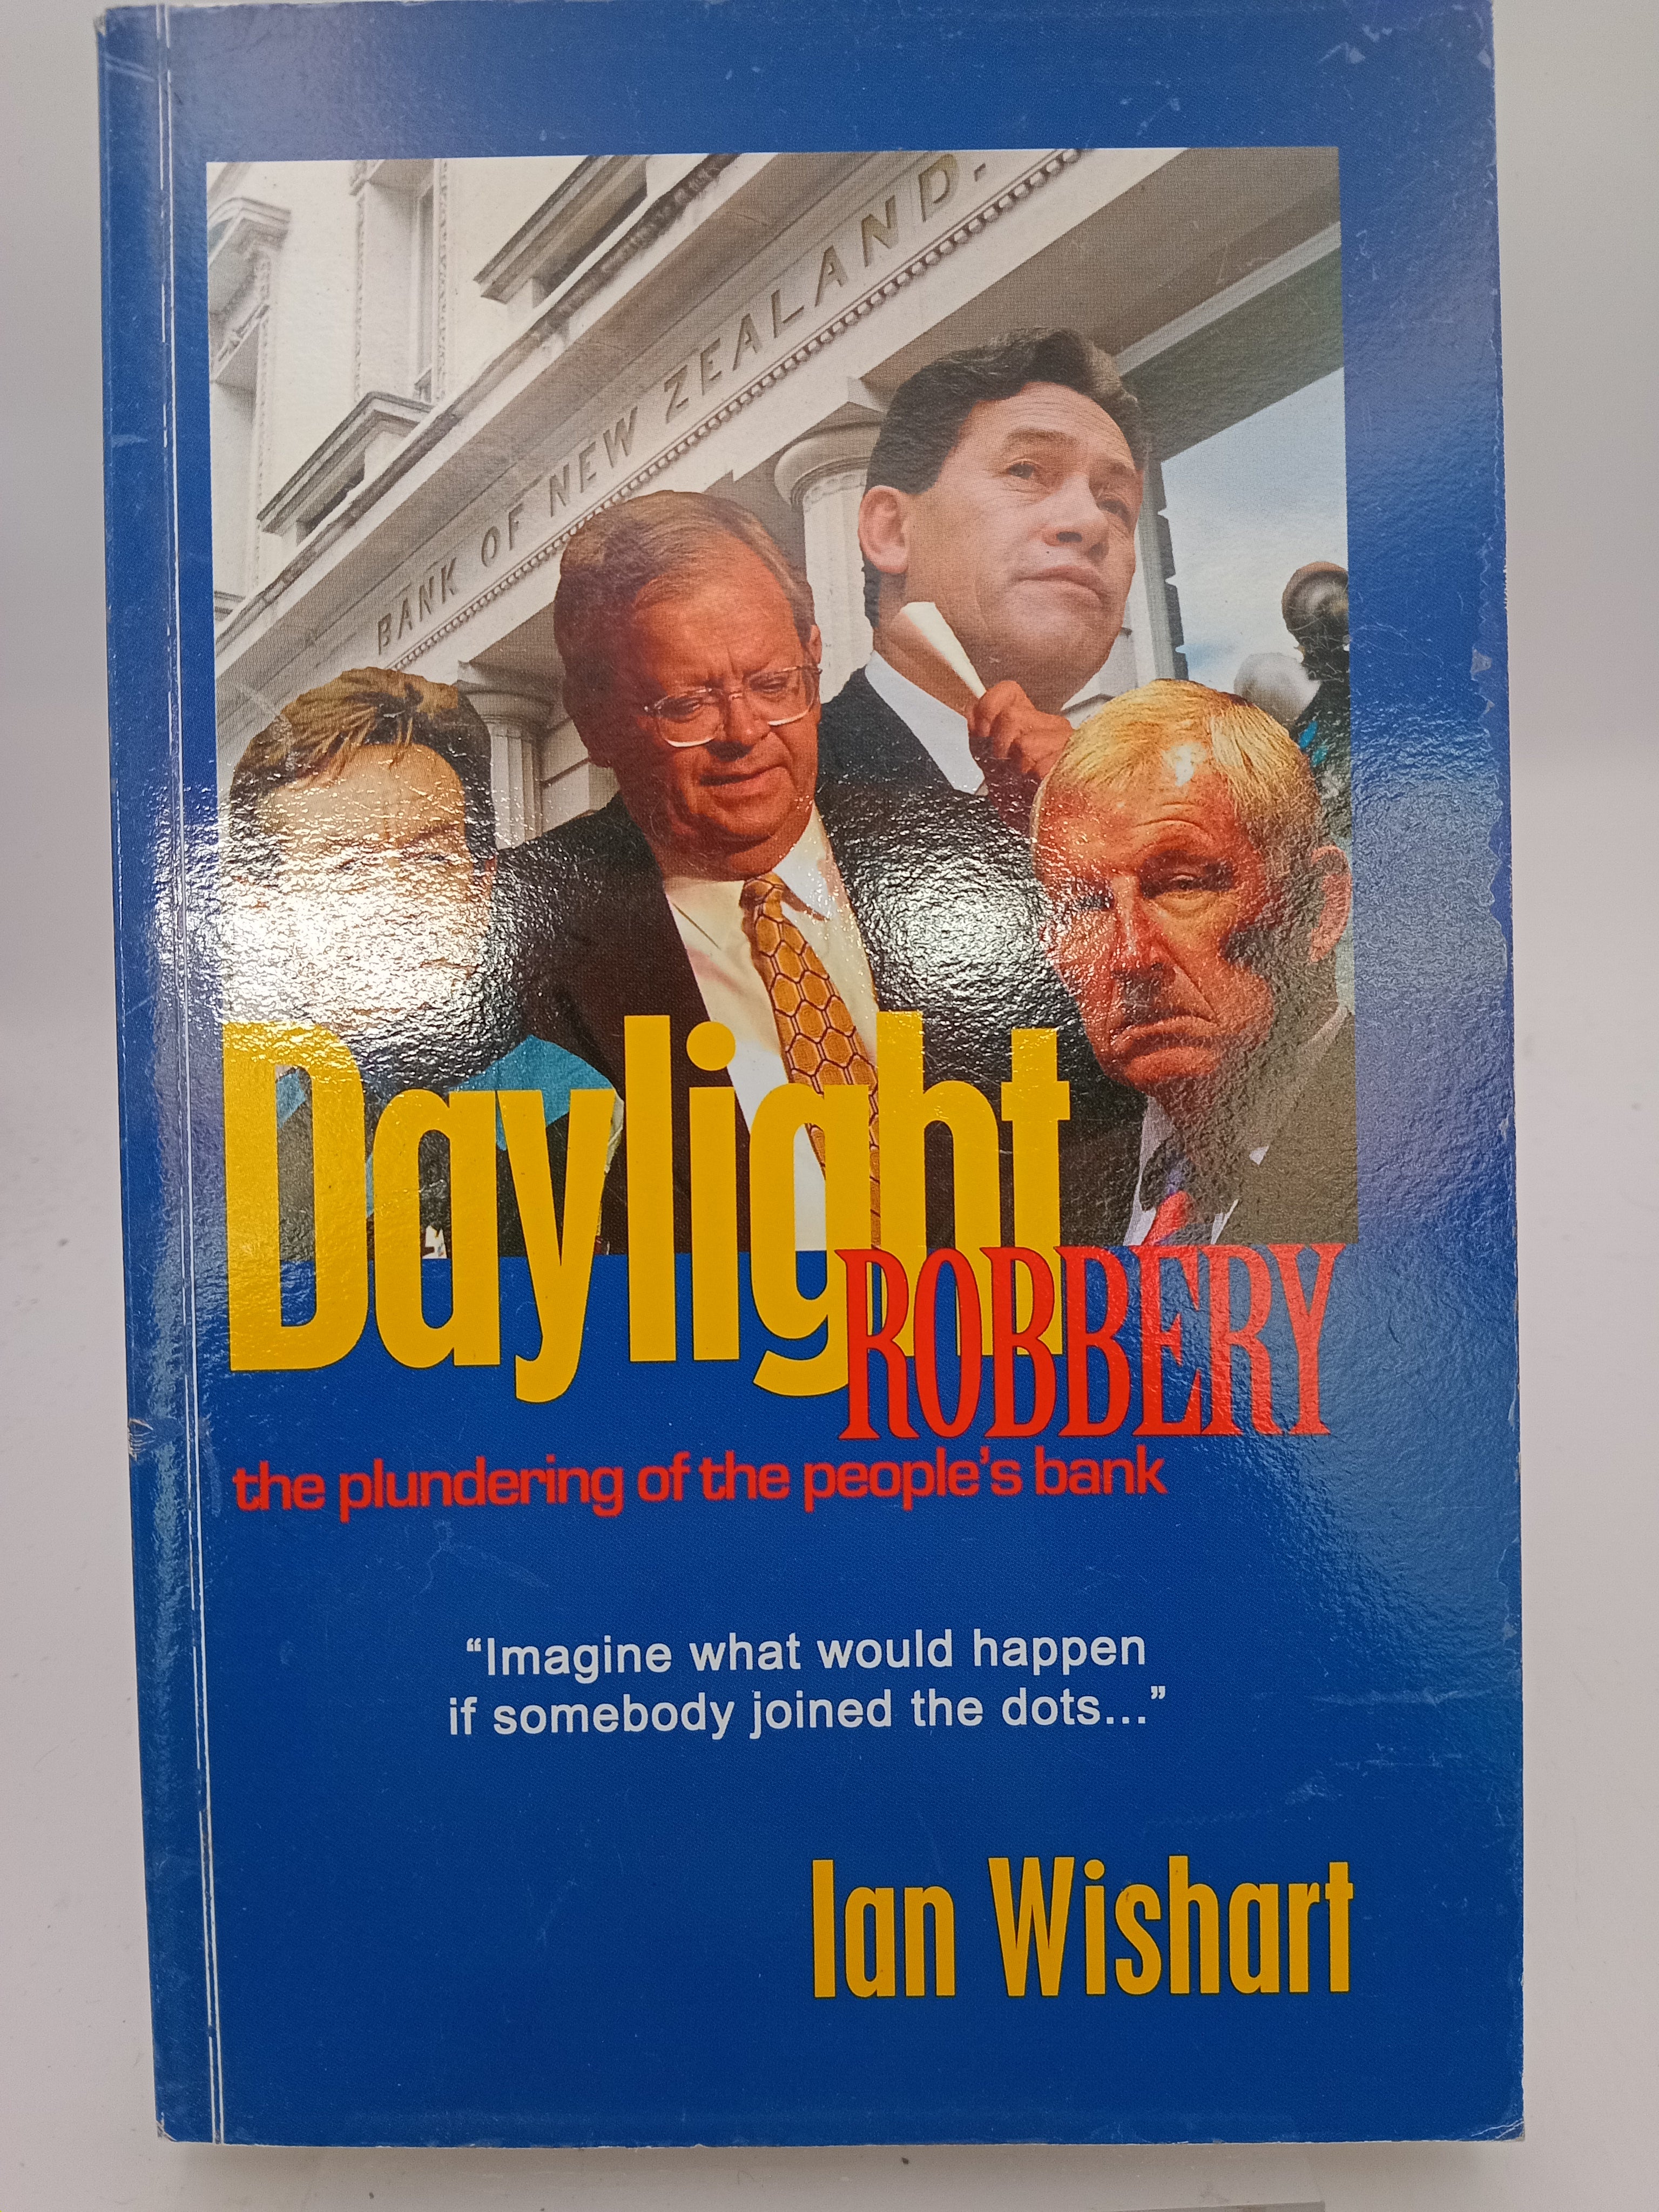 BANK OF NEW ZEALAND.
Daylight
ROBBERY
the plundering of the people's bank
“Imagine what would happen
if somebody joined the dots...”
Ian Wishart